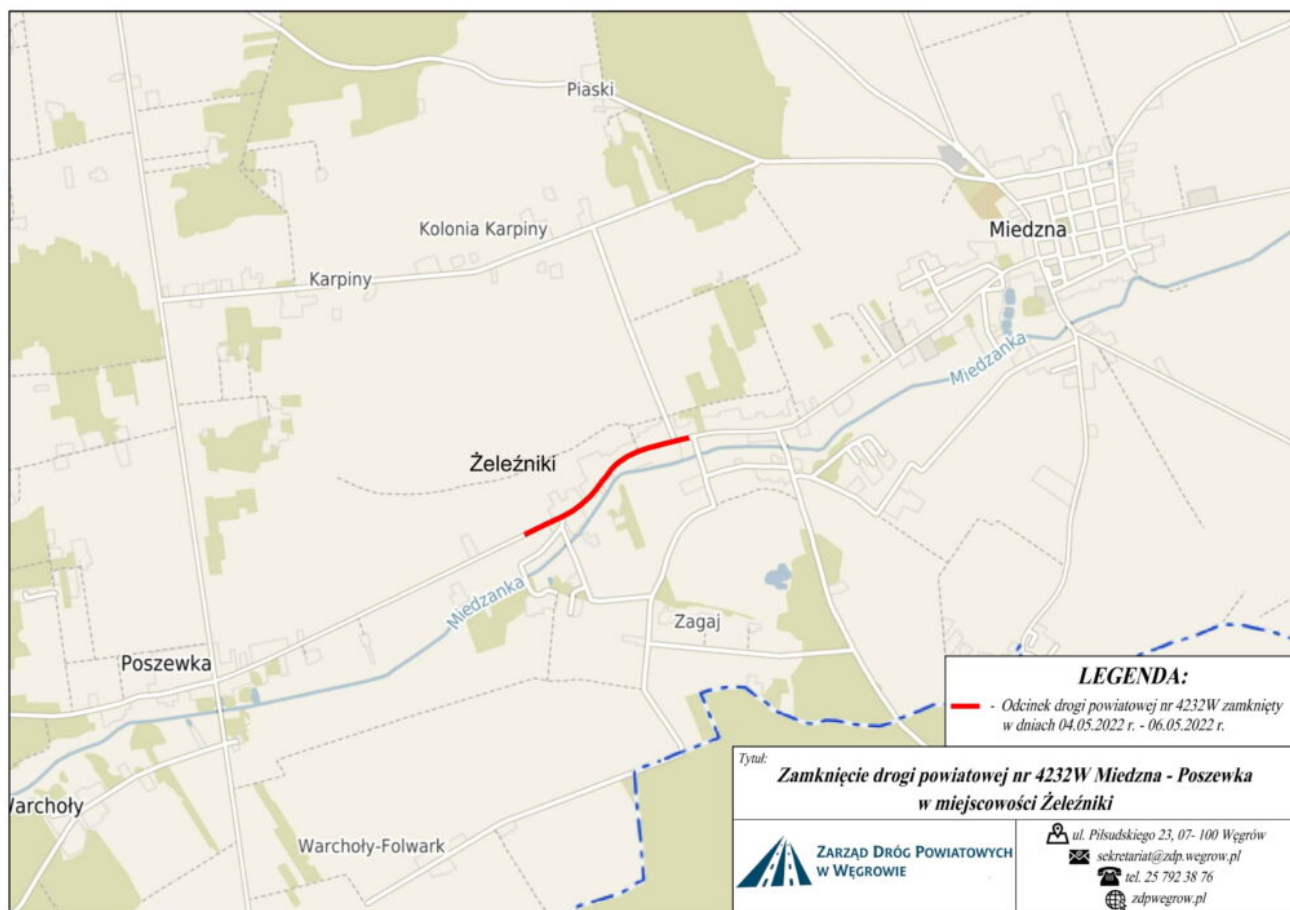 Piaski
Miedzna
Kolonia Karpiny
Karpiny
Miedzanka
Żeleźniki
Miedzanka
Zagaj
Poszewka
Warchoły
Warchoły-Folwark
LEGENDA:
- Odcinek drogi powiatowej nr 4232W zamknięty
w dniach 04.05.2022 r. - 06.05.2022 r.
Tytuł:
Zamknięcie drogi powiatowej nr 4232W Miedzna - Poszewka
w miejscowości Żeleźniki
ZARZĄD DRÓG POWIATOWYCH
W WĘGROWIE
ul. Piłsudskiego 23, 07- 100 Węgrów
sekretariat@zdp.wegrow.pl
tel. 25 792 38 76
zdpwegrow.pl